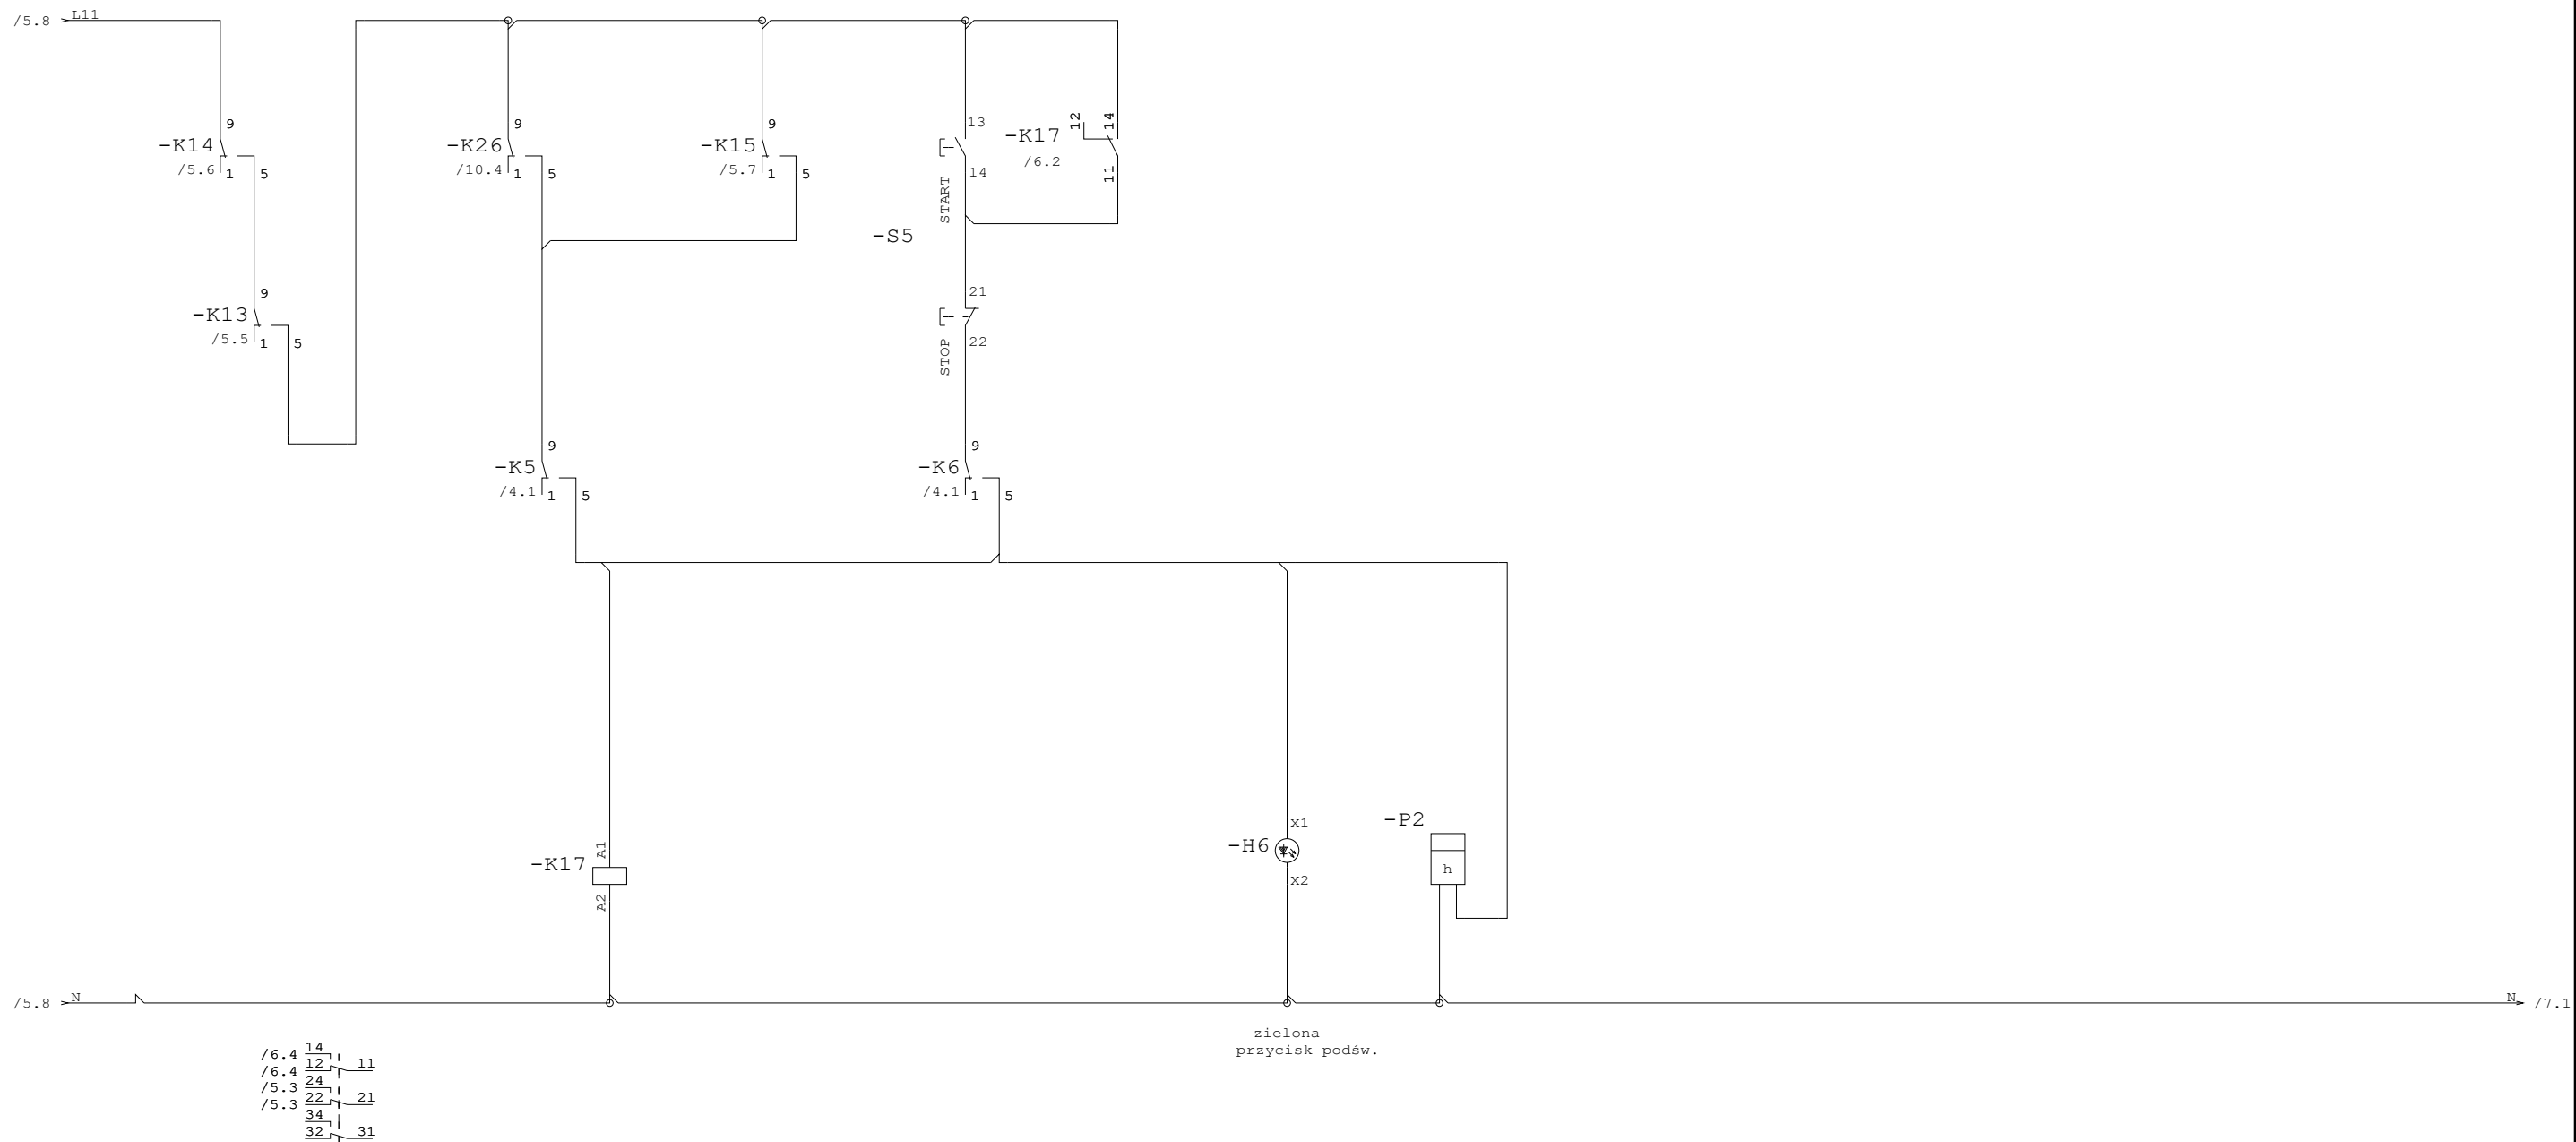 /5.8 L11
9
-K14
/5.6 1 5
9
-K13
/5.5 1 5
9
-K26
/10.4 1 5
9
-K15
/5.7 1 5
13
14
START
-S5
21
22
STOP
-K17
/6.2
12
14
11
9
-K5
/4.1 1 5
9
-K6
/4.1 1 5
-K17
A1
A2
X1
-H6
X2
-P2
h
/5.8 N
N /7.1
zielona
przycisk podśw.
/6.4 14
/6.4 12 11
/5.3 24
/5.3 22 21
34
32 31